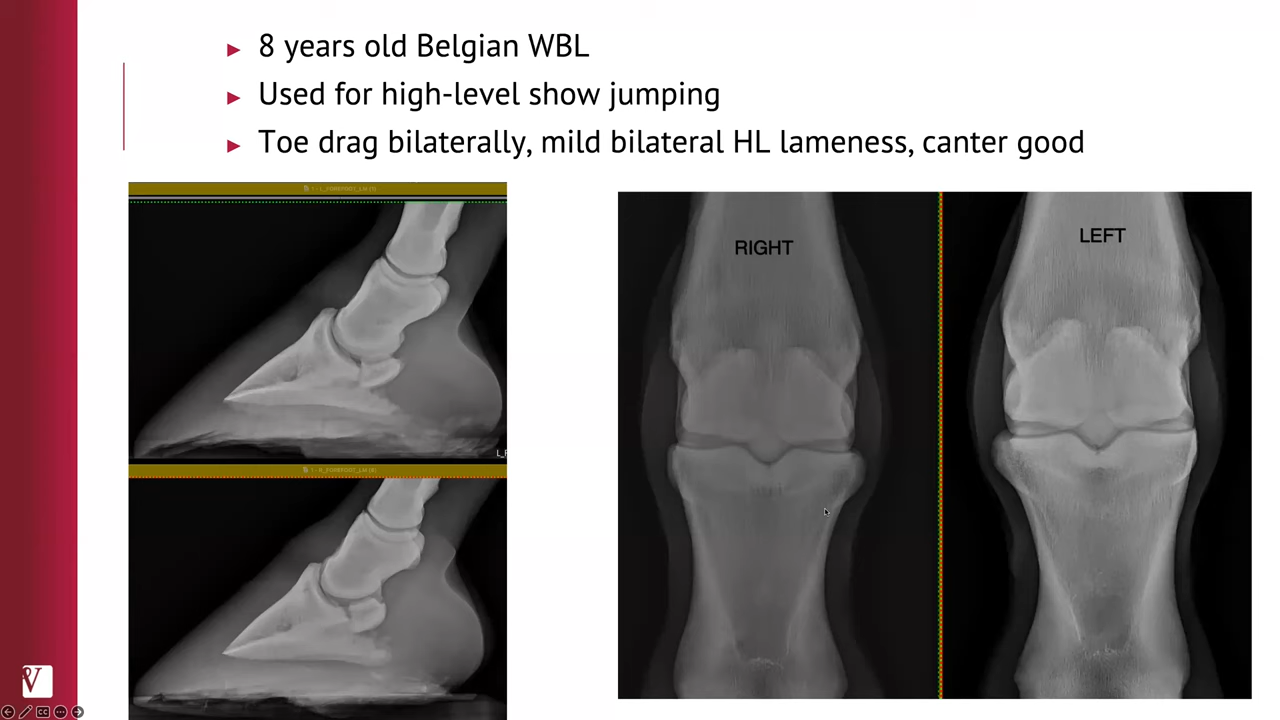 8 years old Belgian WBL
Used for high-level show jumping
Toe drag bilaterally, mild bilateral HL lameness, canter good
RIGHT
LEFT